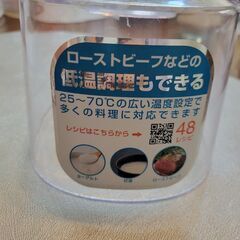 ローストビーフなどの
低温調理もできる
25～70℃の広い温度設定で
多くの料理に対応できます
レシピはこちらから
48
レシピ
ヨーグルト
甘酒